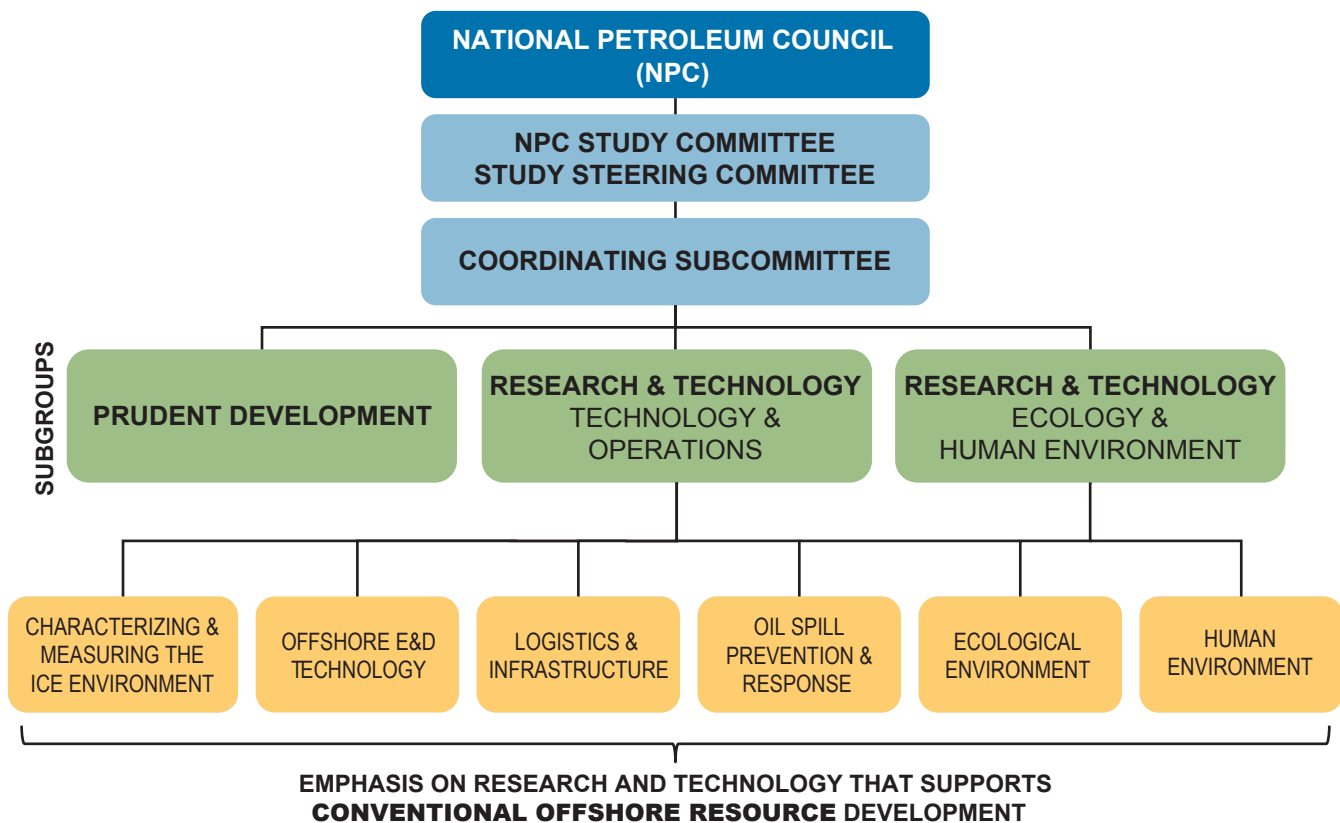 NATIONAL PETROLEUM COUNCIL
(NPC)
NPC STUDY COMMITTEE
STUDY STEERING COMMITTEE
COORDINATING SUBCOMMITTEE
SUBGROUPS
PRUDENT DEVELOPMENT
RESEARCH & TECHNOLOGY
TECHNOLOGY &
OPERATIONS
RESEARCH & TECHNOLOGY
ECOLOGY &
HUMAN ENVIRONMENT
CHARACTERIZING &
MEASURING THE
ICE ENVIRONMENT
OFFSHORE E&D
TECHNOLOGY
LOGISTICS &
INFRASTRUCTURE
OIL SPILL
PREVENTION &
RESPONSE
ECOLOGICAL
ENVIRONMENT
HUMAN
ENVIRONMENT
EMPHASIS ON RESEARCH AND TECHNOLOGY THAT SUPPORTS
CONVENTIONAL OFFSHORE RESOURCE DEVELOPMENT